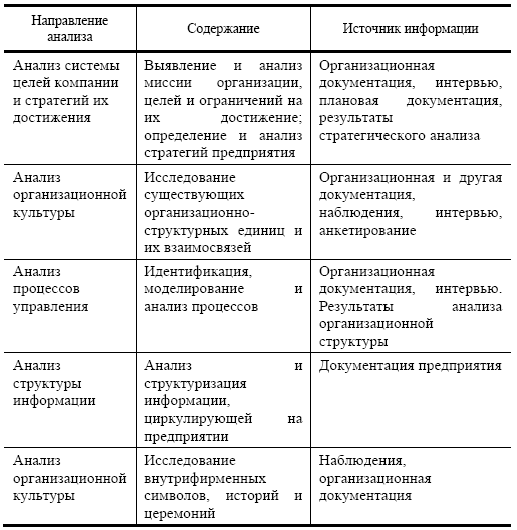 Направление анализа
Содержание
Источник информации
Анализ системы целей компании и стратегий их достижения
Выявление и анализ миссии организации, целей и ограничений на их достижение; определение и анализ стратегий предприятия
Организационная документация, интервью, плановая документация, результаты стратегического анализа
Анализ организационной культуры
Исследование существующих организационно-структурных единиц и их взаимосвязей
Организационная и другая документация, наблюдения, интервью, анкетирование
Анализ процессов управления
Идентификация, моделирование и анализ процессов
Организационная документация, интервью. Результаты анализа организационной структуры
Анализ структуры информации
Анализ и структуризация информации, циркулирующей на предприятии
Документация предприятия
Анализ организационной культуры
Исследование внутрифирменных символов, историй и церемоний
Наблюдения, организационная документация